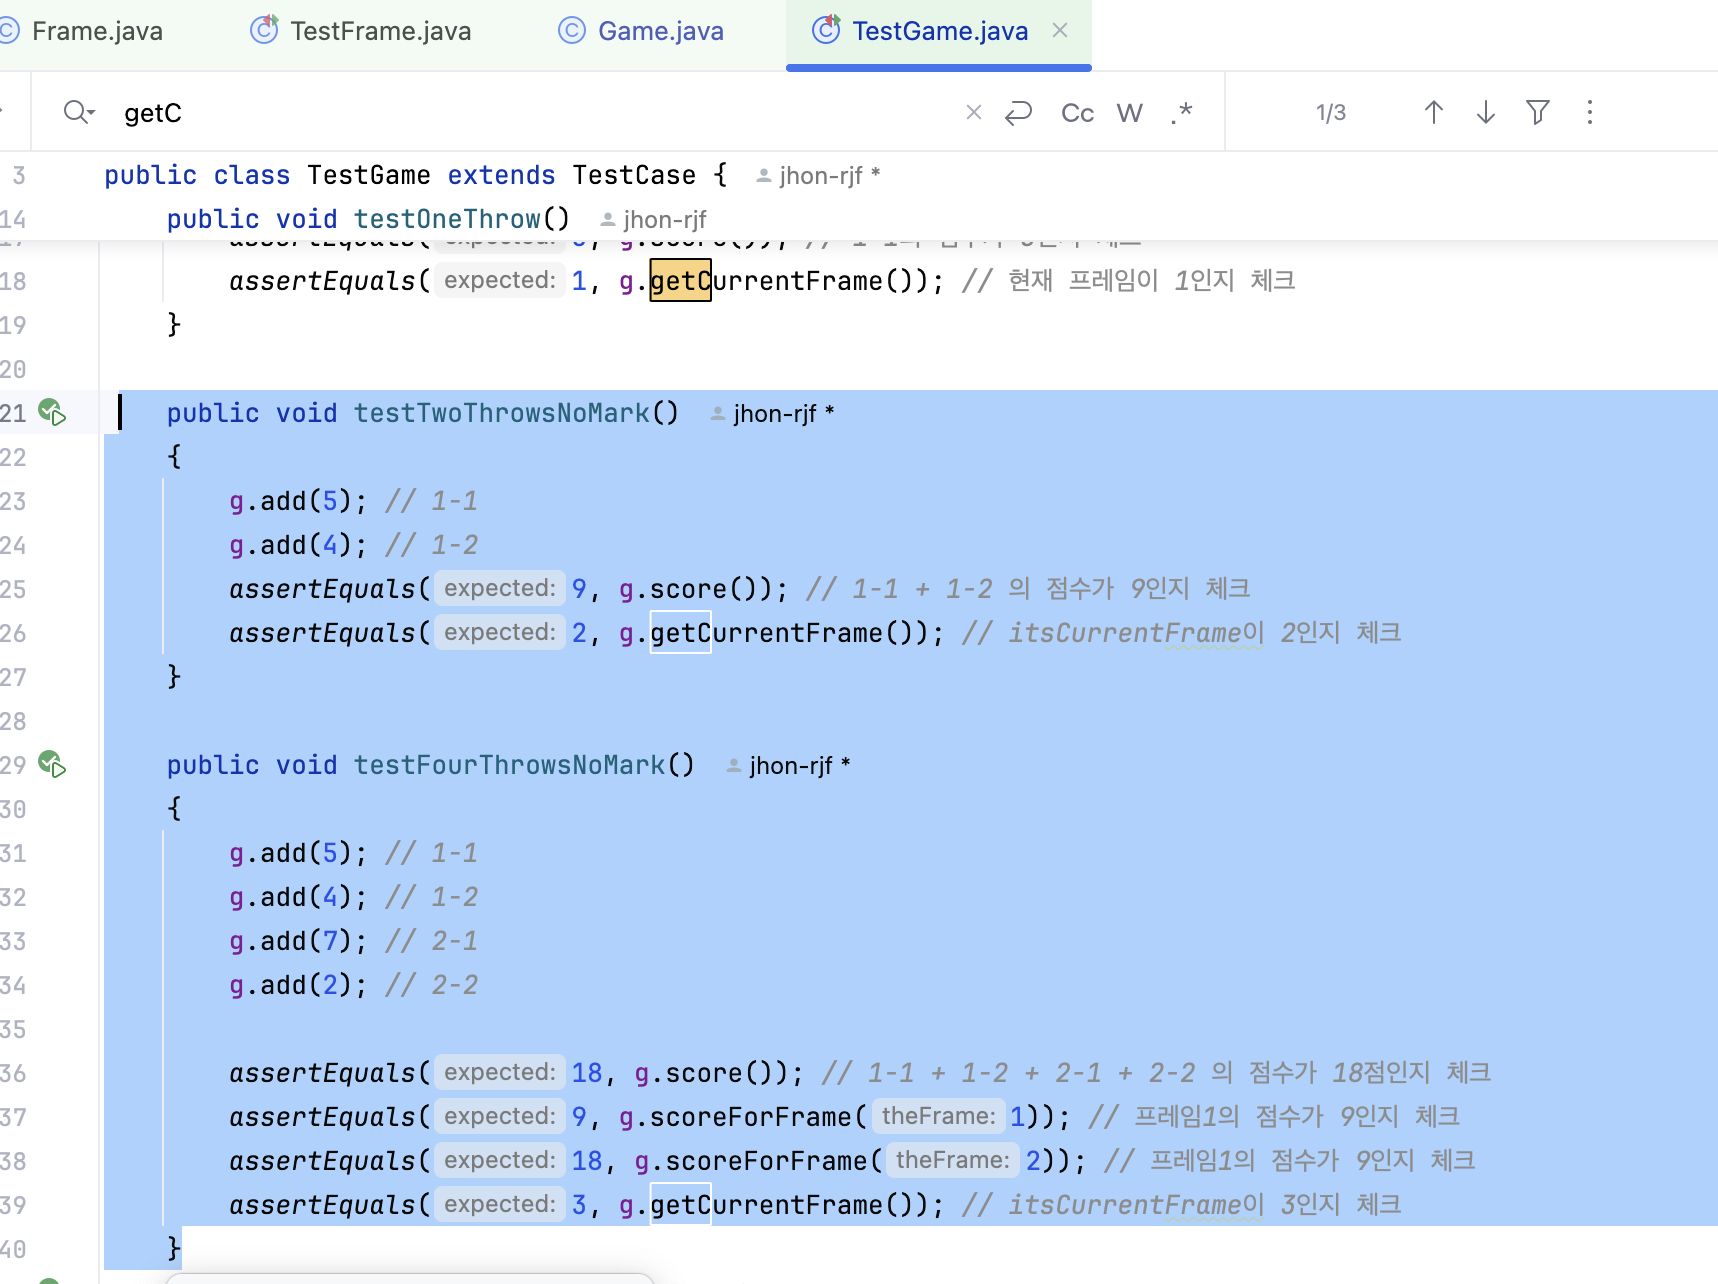 Frame.java TestFrame.java Game.java TestGame.java
getC Cc W .* 1/3
3 public class TestGame extends TestCase { jhon-rjf *
14 public void testOneThrow() jhon-rjf
18 assertEquals( expected: 1, g.getCurrentFrame()); // 현재 프레임이 1인지 체크
19 }
20
21 public void testTwoThrowsNoMark() jhon-rjf *
22 {
23 g.add(5); // 1-1
24 g.add(4); // 1-2
25 assertEquals( expected: 9, g.score()); // 1-1 + 1-2 의 점수가 9인지 체크
26 assertEquals( expected: 2, g.getCurrentFrame()); // itsCurrentFrame이 2인지 체크
27 }
28
29 public void testFourThrowsNoMark() jhon-rjf *
30 {
31 g.add(5); // 1-1
32 g.add(4); // 1-2
33 g.add(7); // 2-1
34 g.add(2); // 2-2
35
36 assertEquals( expected: 18, g.score()); // 1-1 + 1-2 + 2-1 + 2-2 의 점수가 18점인지 체크
37 assertEquals( expected: 9, g.scoreForFrame( theFrame: 1)); // 프레임1의 점수가 9인지 체크
38 assertEquals( expected: 18, g.scoreForFrame( theFrame: 2)); // 프레임1의 점수가 9인지 체크
39 assertEquals( expected: 3, g.getCurrentFrame()); // itsCurrentFrame이 3인지 체크
40 }